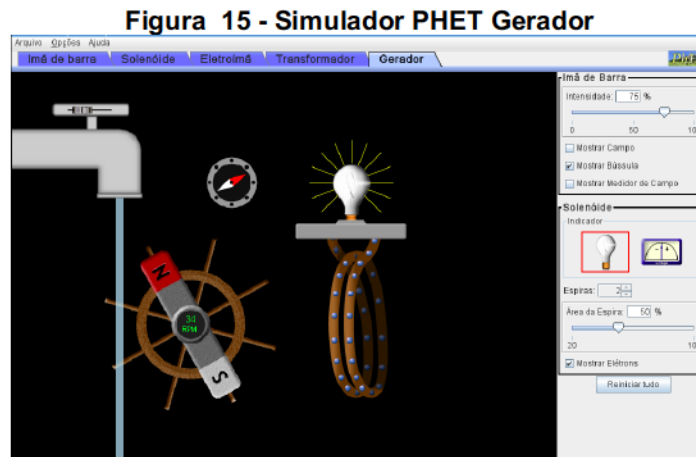 Figura 15 - Simulador PHET Gerador
Arquivo Opções Ajuda
Imã de barra Solenóide Eletroímã Transformador Gerador
Imã de Barra
Intensidade: 75 %
0 50 10
Mostrar Campo
Mostrar Bússula
Mostrar Medidor de Campo
Solenóide
Indicador
Espiras: 2
Área da Espira: 50 %
20 10
Mostrar Elétrons
Reiniciar tudo
N
34
RPM
S